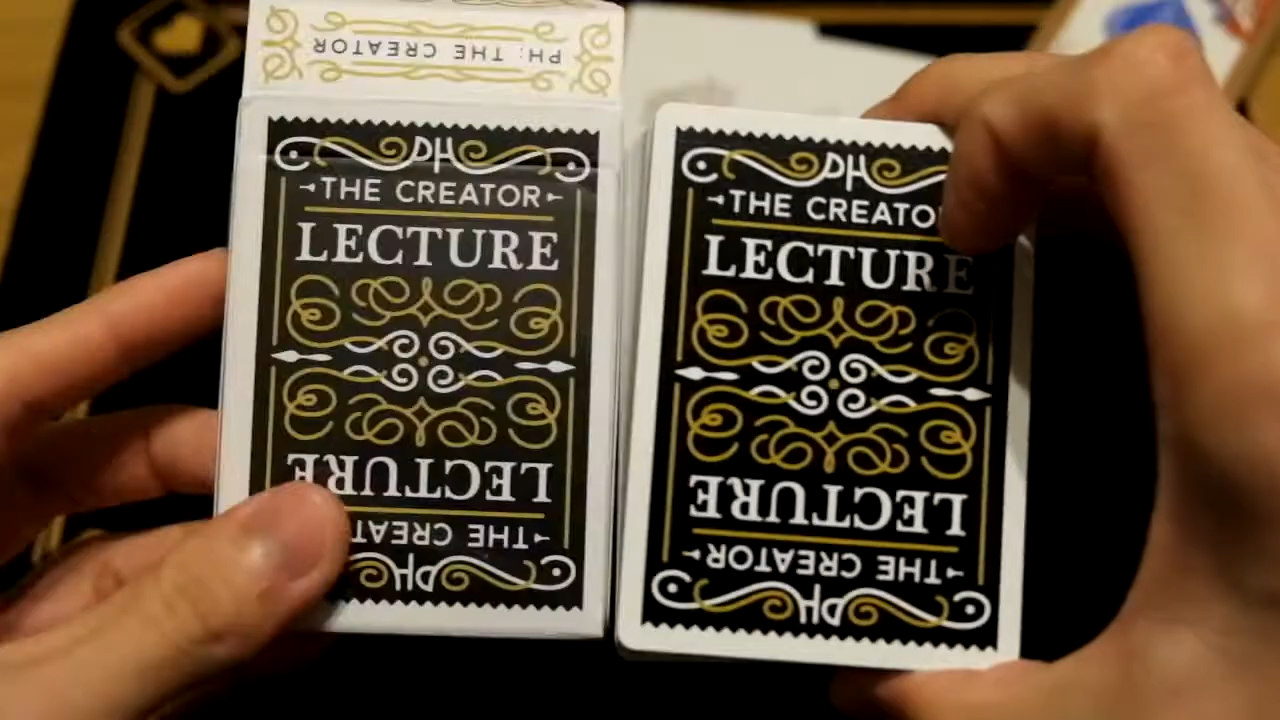 PH: THE CREATOR
PH
THE CREATOR
LECTURE
LECTURE
THE CREATOR
PH
PH
THE CREATO
LECTURE
LECTURE
THE CREATOR
PH